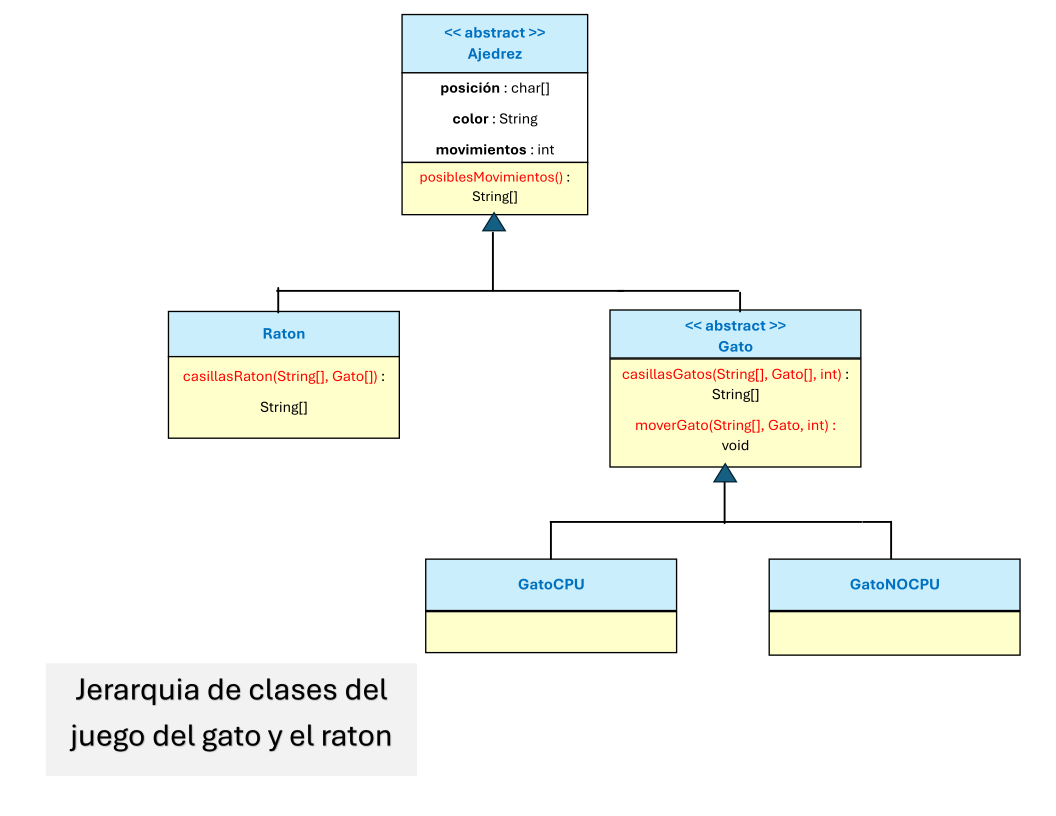 << abstract >>
Ajedrez
posición : char[]
color : String
movimientos : int
posiblesMovimientos() :
String[]
Raton
casillasRaton(String[], Gato[]) :
String[]
<< abstract >>
Gato
casillasGatos(String[], Gato[], int) :
String[]
moverGato(String[], Gato, int) :
void
GatoCPU
GatoNOCPU
Jerarquia de clases del
juego del gato y el raton